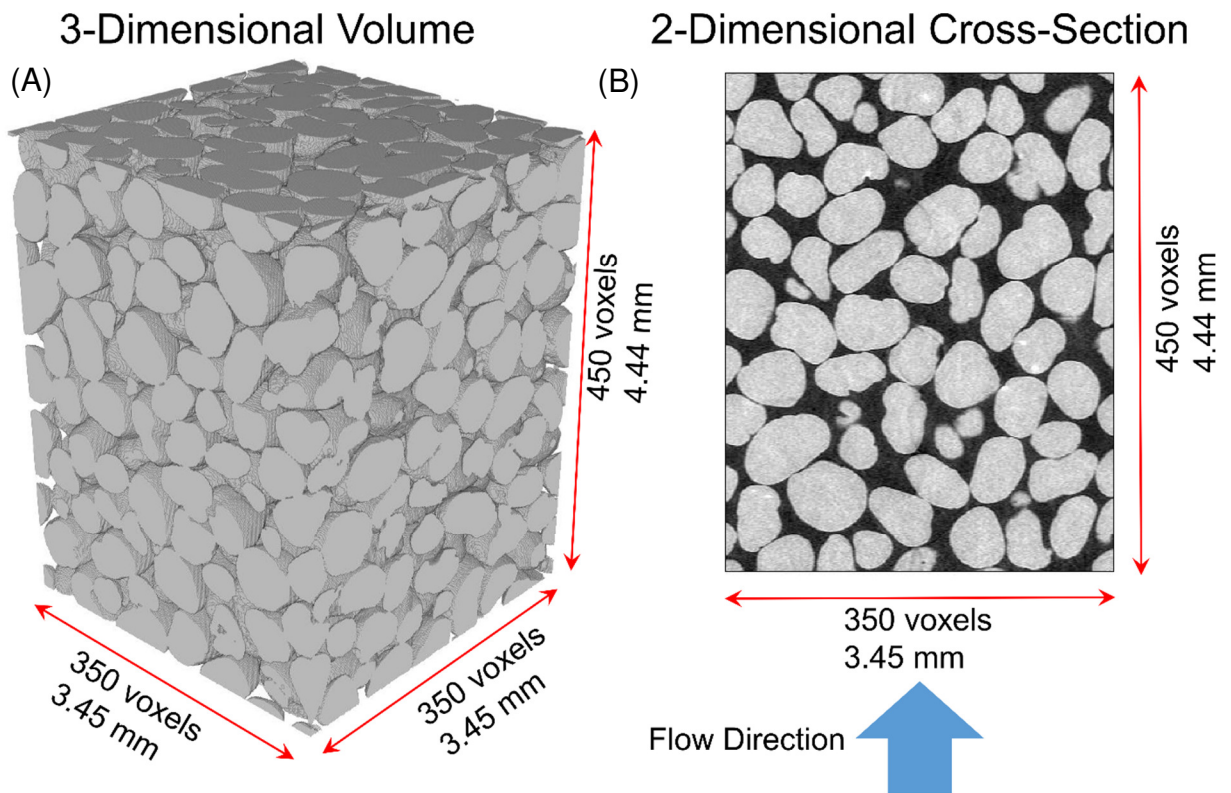 3-Dimensional Volume
2-Dimensional Cross-Section
(A)
(B)
450 voxels
4.44 mm
450 voxels
4.44 mm
350 voxels
3.45 mm
350 voxels
3.45 mm
350 voxels
3.45 mm
Flow Direction